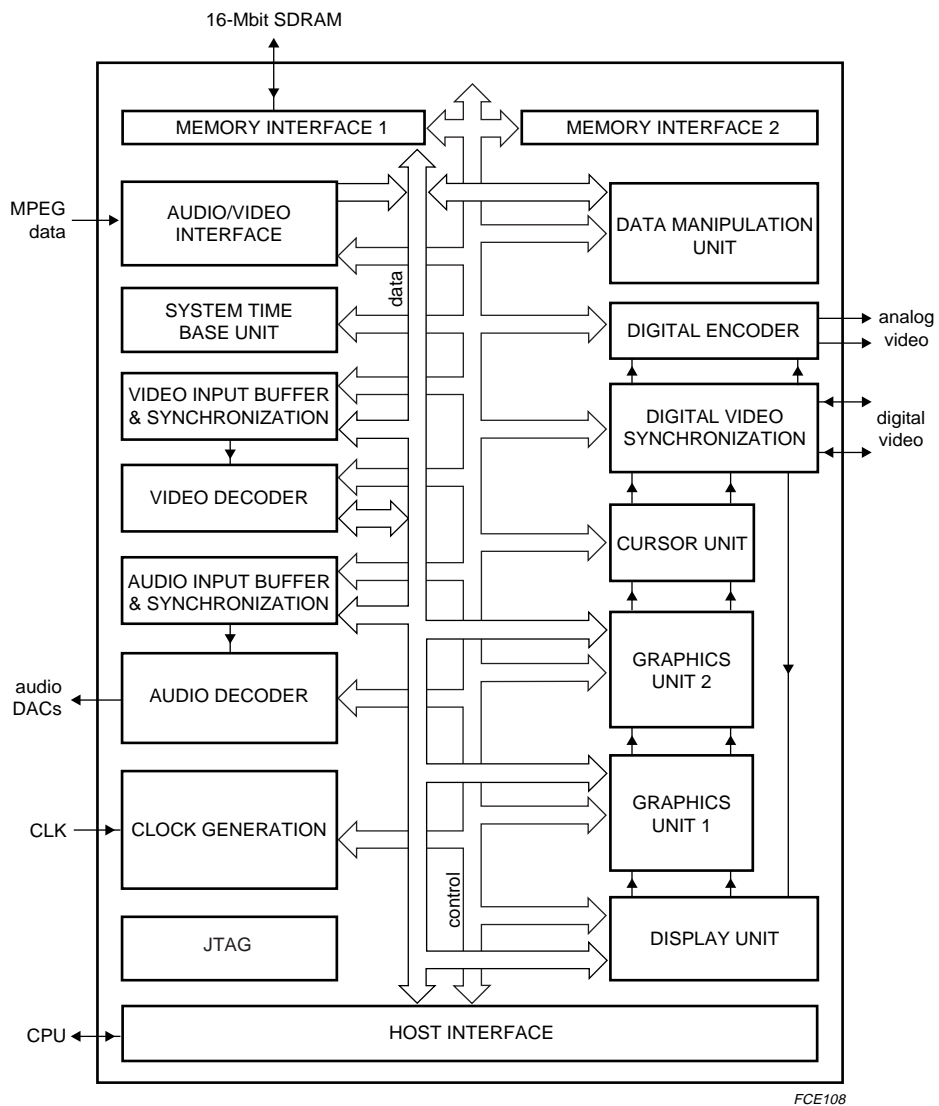 16-Mbit SDRAM
MEMORY INTERFACE 1
MEMORY INTERFACE 2
MPEG
data
AUDIO/VIDEO
INTERFACE
DATA MANIPULATION
UNIT
data
SYSTEM TIME
BASE UNIT
DIGITAL ENCODER
analog
video
VIDEO INPUT BUFFER
& SYNCHRONIZATION
DIGITAL VIDEO
SYNCHRONIZATION
digital
video
VIDEO DECODER
CURSOR UNIT
AUDIO INPUT BUFFER
& SYNCHRONIZATION
GRAPHICS
UNIT 2
audio
DACs
AUDIO DECODER
CLK
CLOCK GENERATION
GRAPHICS
UNIT 1
control
JTAG
DISPLAY UNIT
CPU
HOST INTERFACE
FCE108